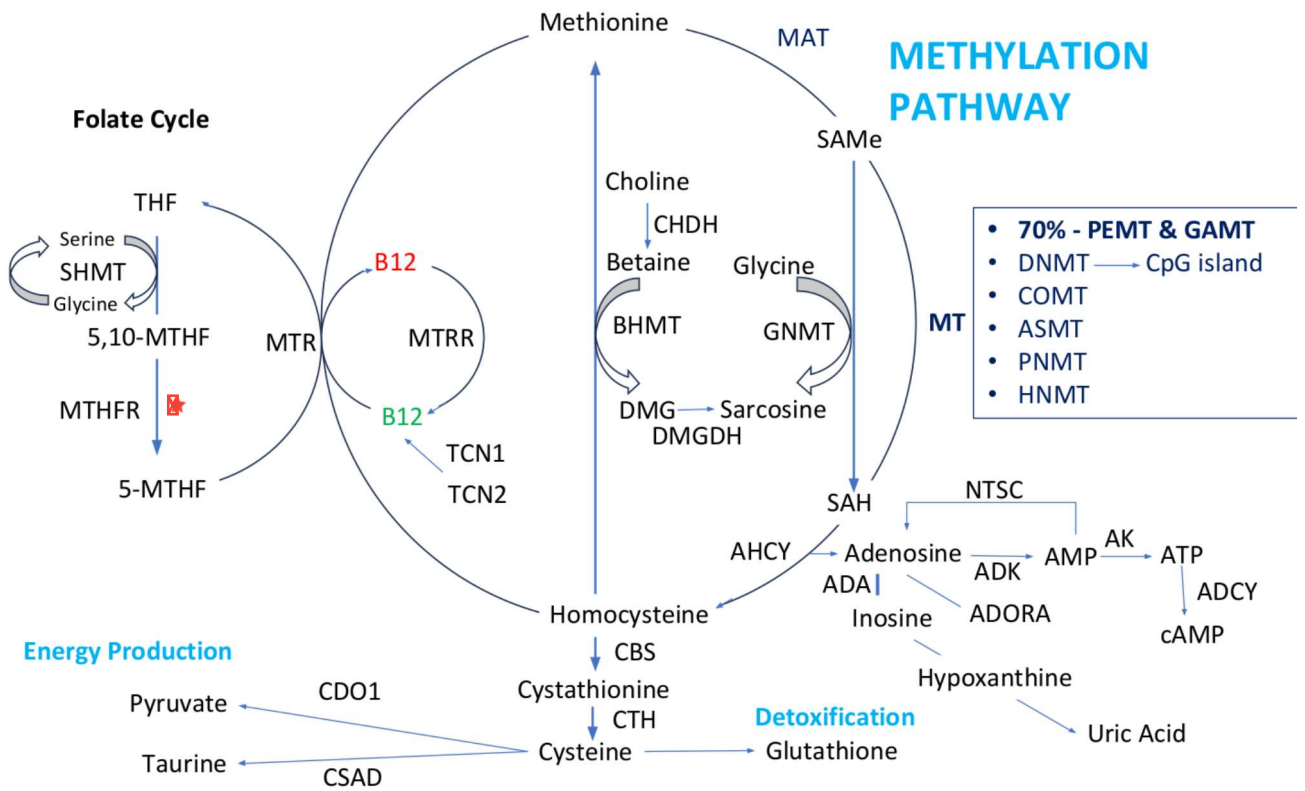 METHYLATION
PATHWAY
Methionine
MAT
SAMe
Folate Cycle
THF
Serine
SHMT
Glycine
5,10-MTHF
MTHFR
5-MTHF
MTR
B12
MTRR
B12
TCN1
TCN2
Choline
CHDH
Betaine
BHMT
DMG
DMGDH
Sarcosine
Glycine
GNMT
MT
• 70% - PEMT & GAMT
• DNMT CpG island
• COMT
• ASMT
• PNMT
• HNMT
SAH
AHCY
Adenosine
NTSC
ADK
AMP
AK
ATP
ADCY
cAMP
ADA
Inosine
ADORA
Hypoxanthine
Uric Acid
Homocysteine
CBS
Cystathionine
CTH
Cysteine
Energy Production
Pyruvate
CDO1
Taurine
CSAD
Detoxification
Glutathione